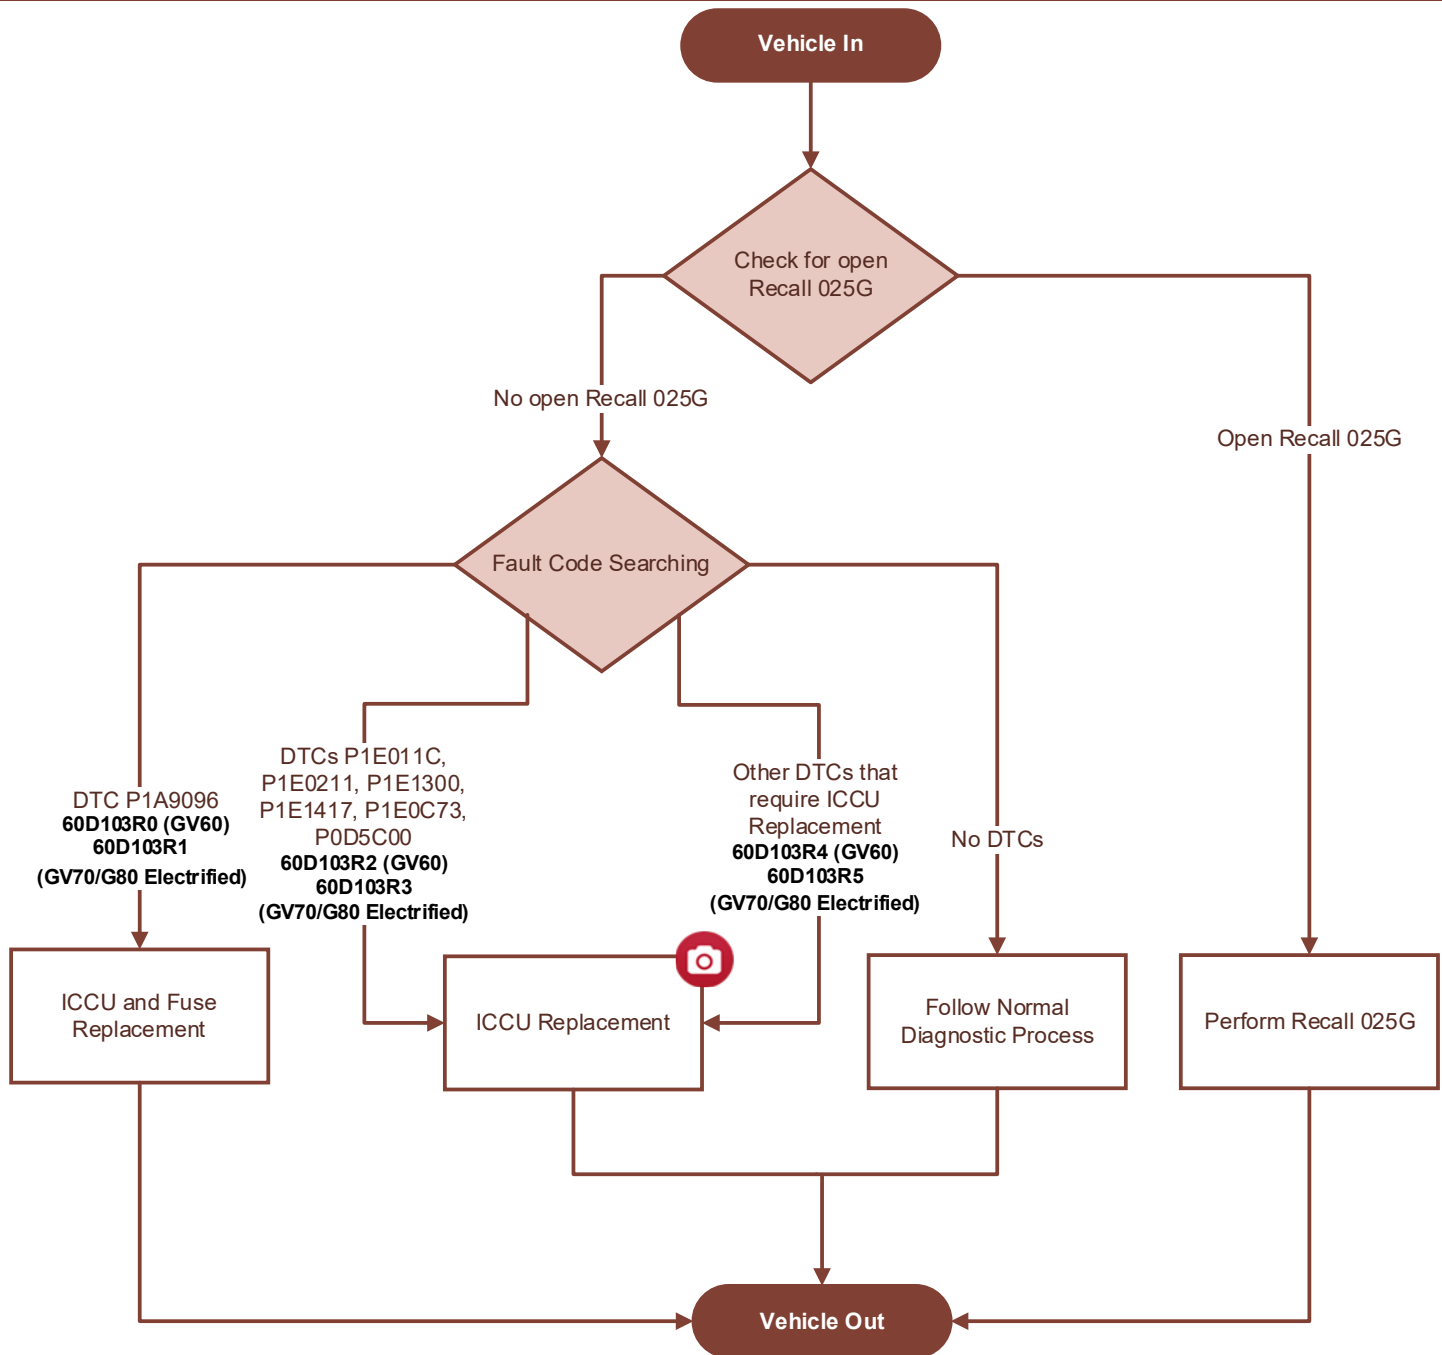 Vehicle In
Check for open
Recall 025G
No open Recall 025G
Open Recall 025G
Fault Code Searching
DTC P1A9096
60D103R0 (GV60)
60D103R1
(GV70/G80 Electrified)
DTCs P1E011C,
P1E0211, P1E1300,
P1E1417, P1E0C73,
P0D5C00
60D103R2 (GV60)
60D103R3
(GV70/G80 Electrified)
Other DTCs that
require ICCU
Replacement
60D103R4 (GV60)
60D103R5
(GV70/G80 Electrified)
No DTCs
ICCU and Fuse
Replacement
ICCU Replacement
Follow Normal
Diagnostic Process
Perform Recall 025G
Vehicle Out